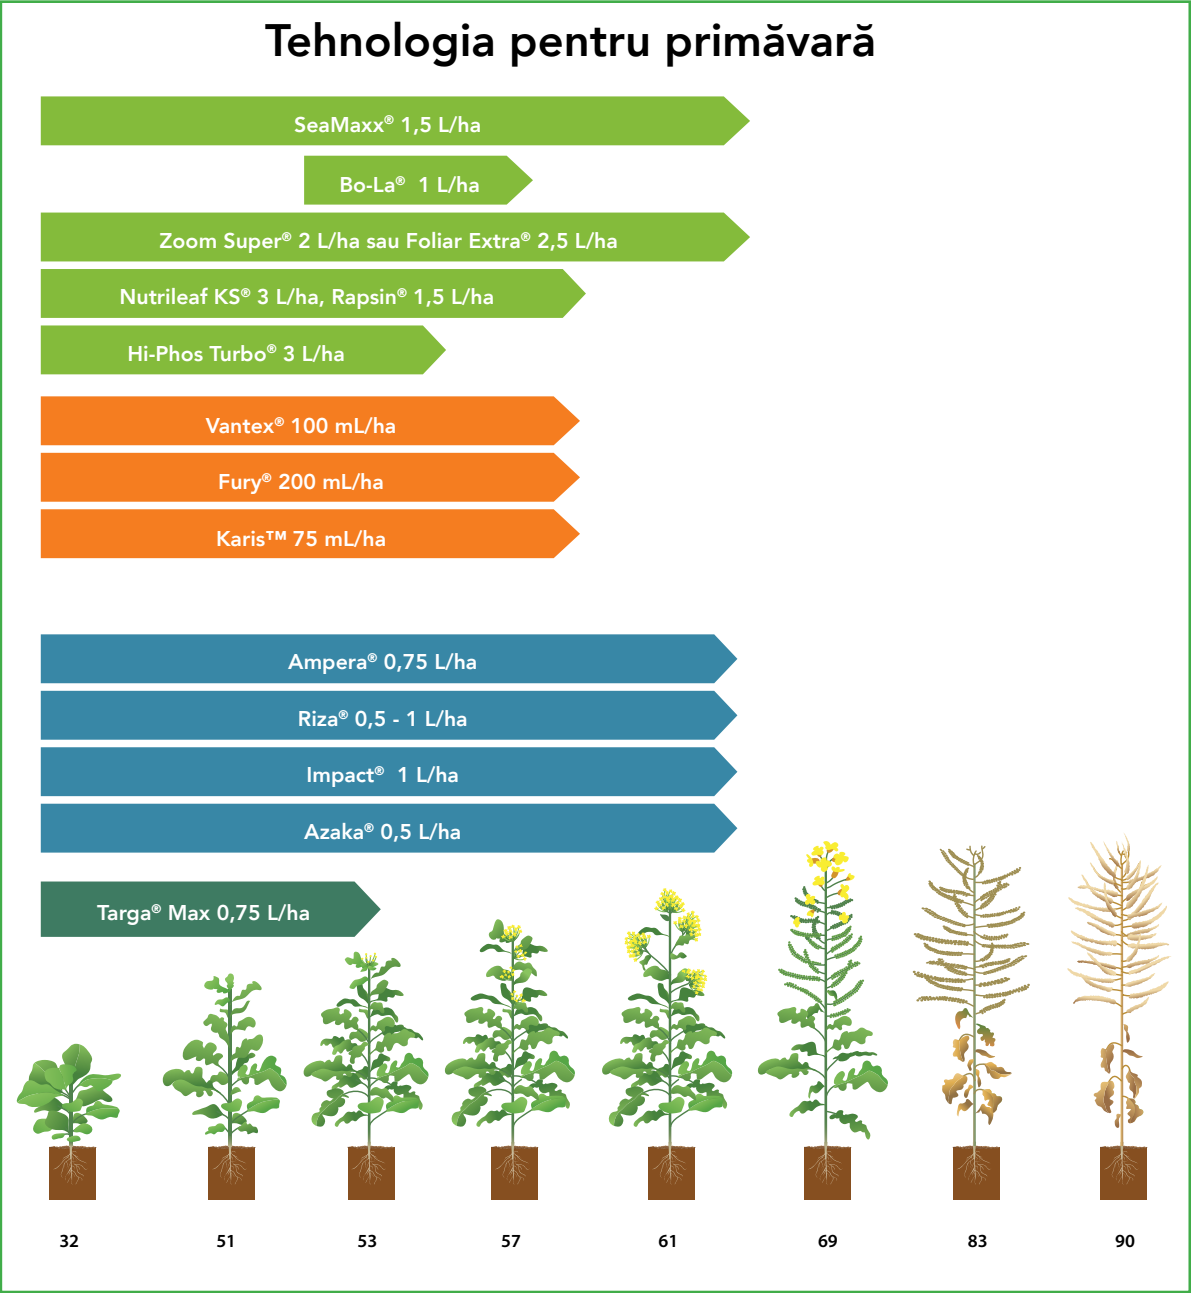 Tehnologia pentru primăvară
SeaMaxx® 1,5 L/ha
Bo-La® 1 L/ha
Zoom Super® 2 L/ha sau Foliar Extra® 2,5 L/ha
Nutrileaf KS® 3 L/ha, Rapsin® 1,5 L/ha
Hi-Phos Turbo® 3 L/ha
Vantex® 100 mL/ha
Fury® 200 mL/ha
Karis™ 75 mL/ha
Ampera® 0,75 L/ha
Riza® 0,5 - 1 L/ha
Impact® 1 L/ha
Azaka® 0,5 L/ha
Targa® Max 0,75 L/ha
32 51 53 57 61 69 83 90